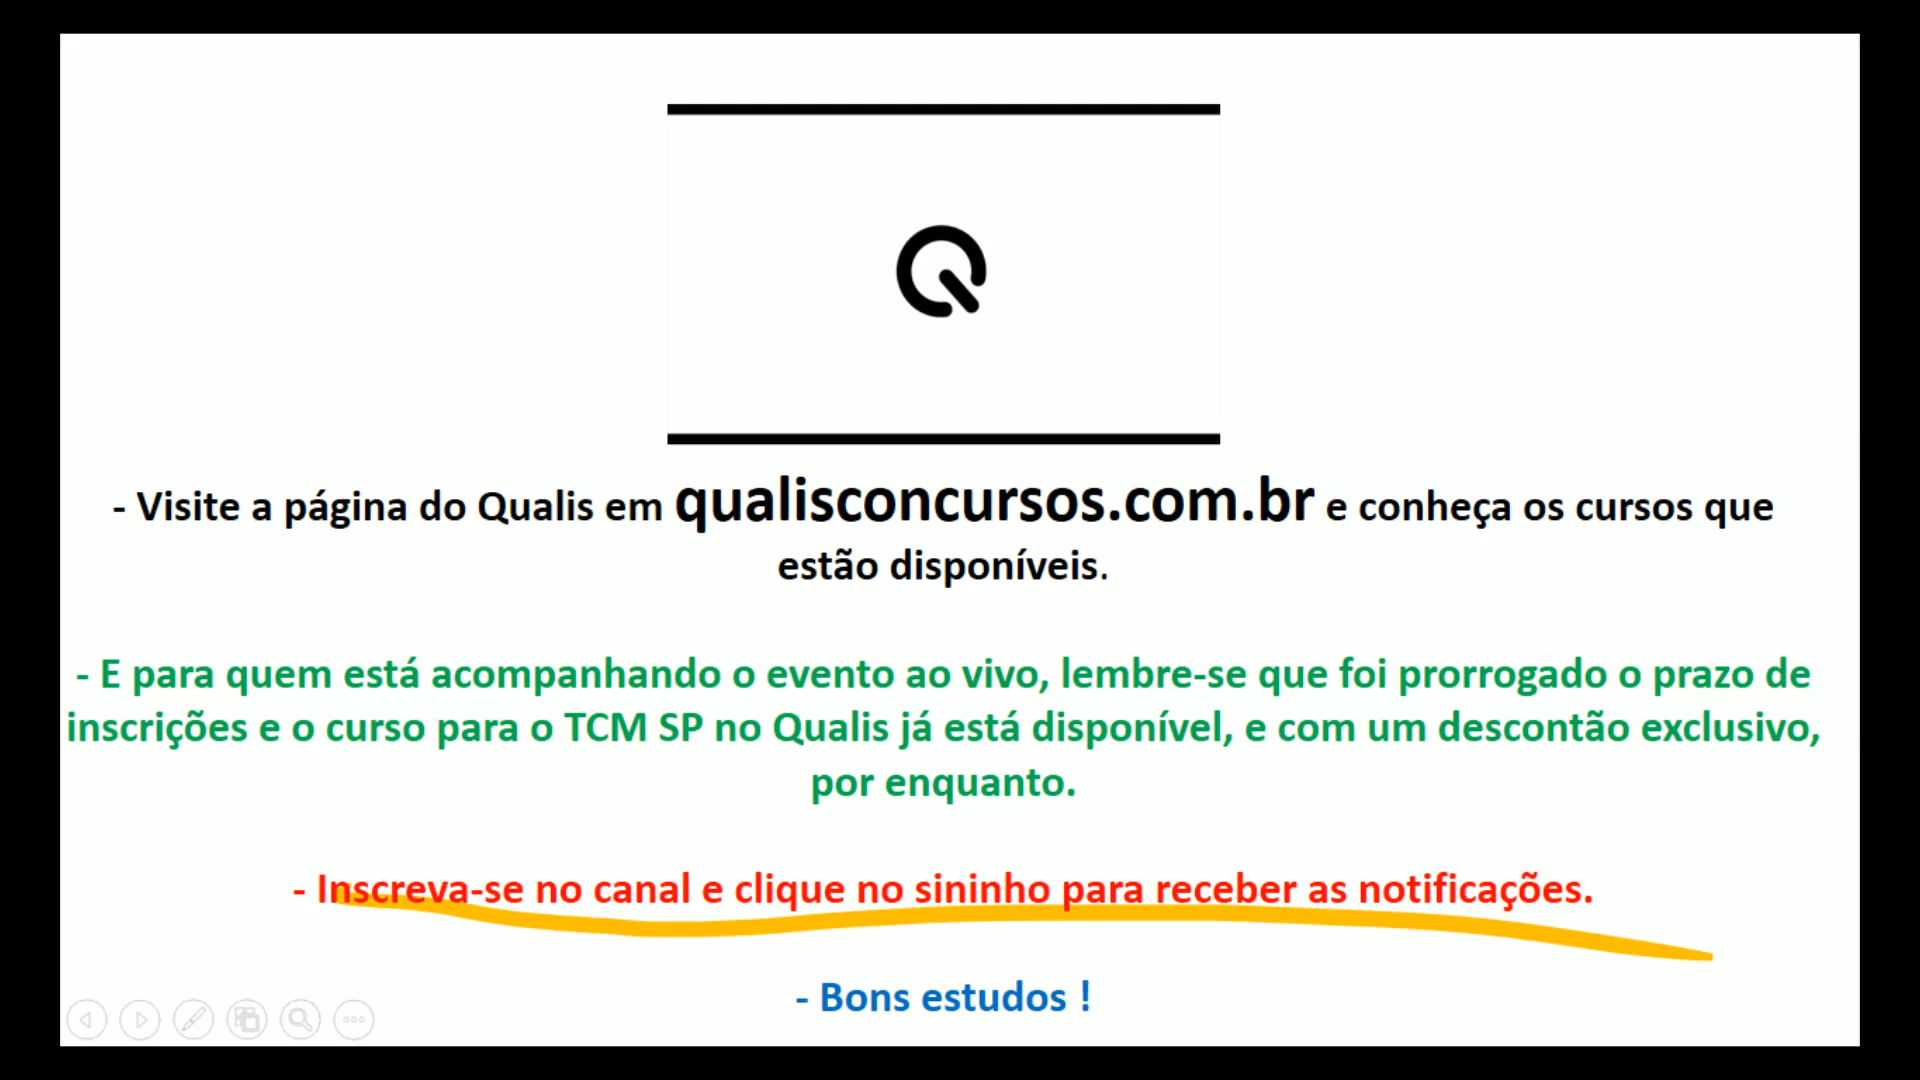 - Visite a página do Qualis em qualisconcursos.com.br e conheça os cursos que
estão disponíveis.
- E para quem está acompanhando o evento ao vivo, lembre-se que foi prorrogado o prazo de
inscrições e o curso para o TCM SP no Qualis já está disponível, e com um descontão exclusivo,
por enquanto.
- Inscreva-se no canal e clique no sininho para receber as notificações.
- Bons estudos !